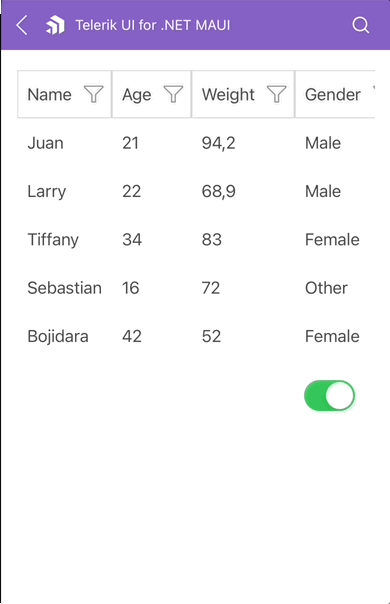 Telerik UI for .NET MAUI
Name Age Weight Gender
Juan 21 94,2 Male
Larry 22 68,9 Male
Tiffany 34 83 Female
Sebastian 16 72 Other
Bojidara 42 52 Female